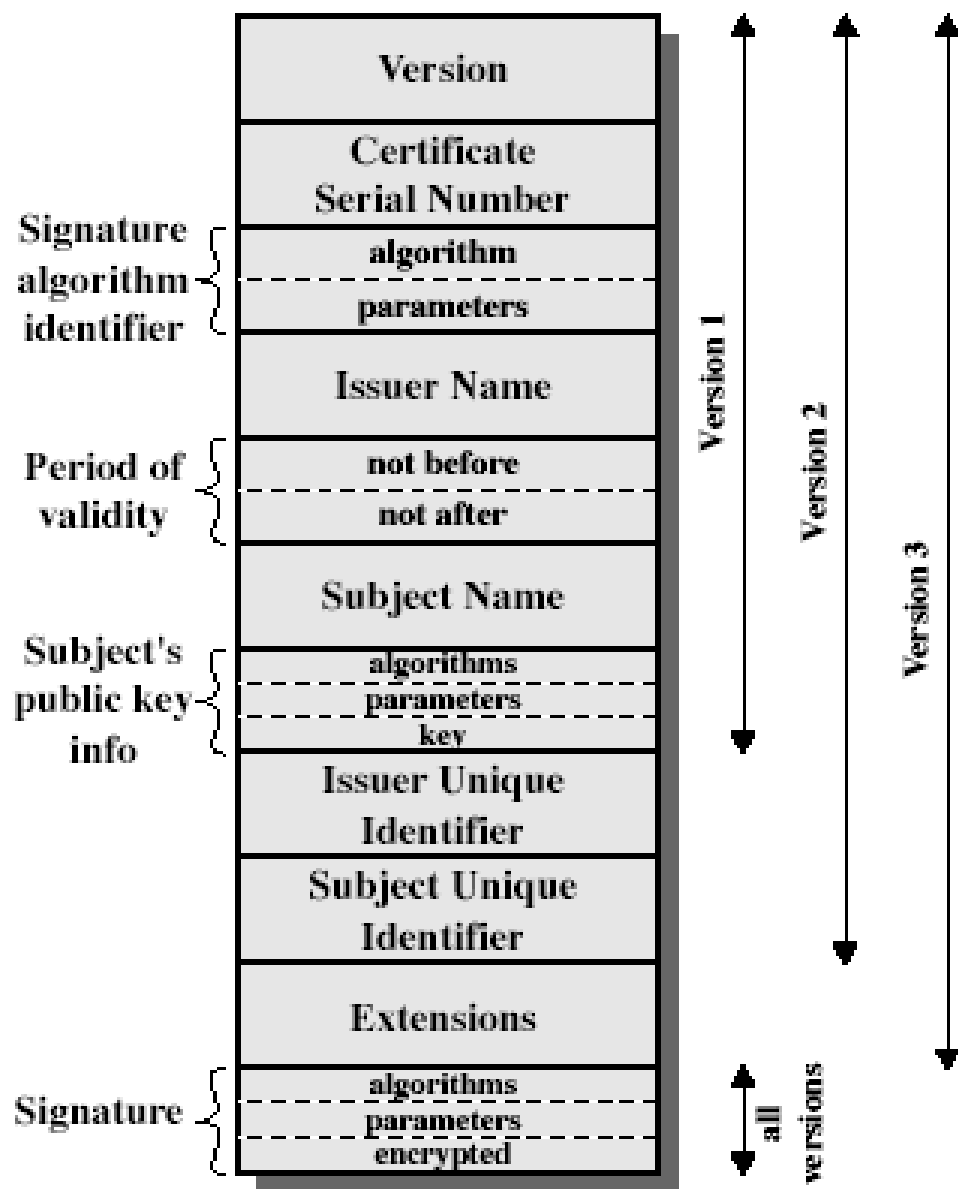 Version
Certificate
Serial Number
Signature
algorithm
identifier
algorithm
parameters
Issuer Name
Period of
validity
not before
not after
Subject Name
Subject's
public key
info
algorithms
parameters
key
Issuer Unique
Identifier
Subject Unique
Identifier
Extensions
Signature
algorithms
parameters
encrypted
Version 1
Version 2
Version 3
all
versions